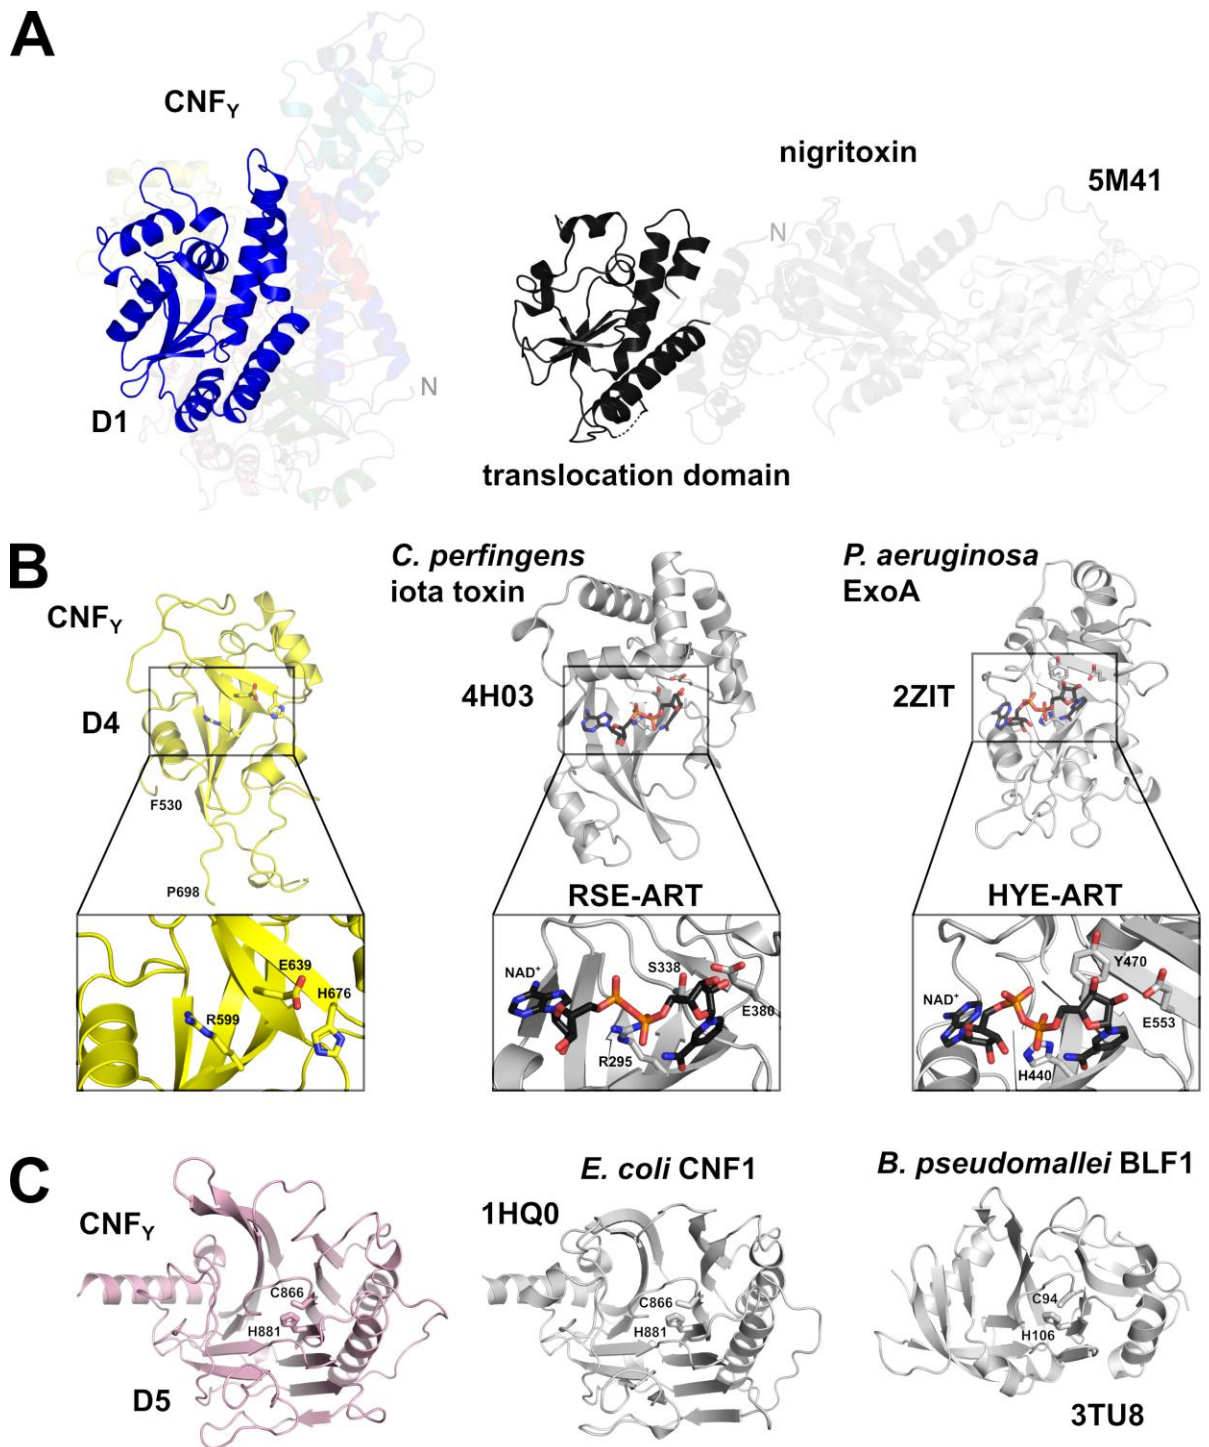 A
CNFY
nigritoxin
5M41
N
N
D1
translocation domain
B
C. perfingens
iota toxin
P. aeruginosa
ExoA
CNFY
4H03
2ZIT
D4
F530
P698
RSE-ART
HYE-ART
E639
H676
R599
NAD+
S338
E380
R295
Y470
NAD+
E553
H440
C
E. coli CNF1
B. pseudomallei BLF1
CNFY
1HQ0
C866
H881
C866
H881
C94
H106
D5
3TU8